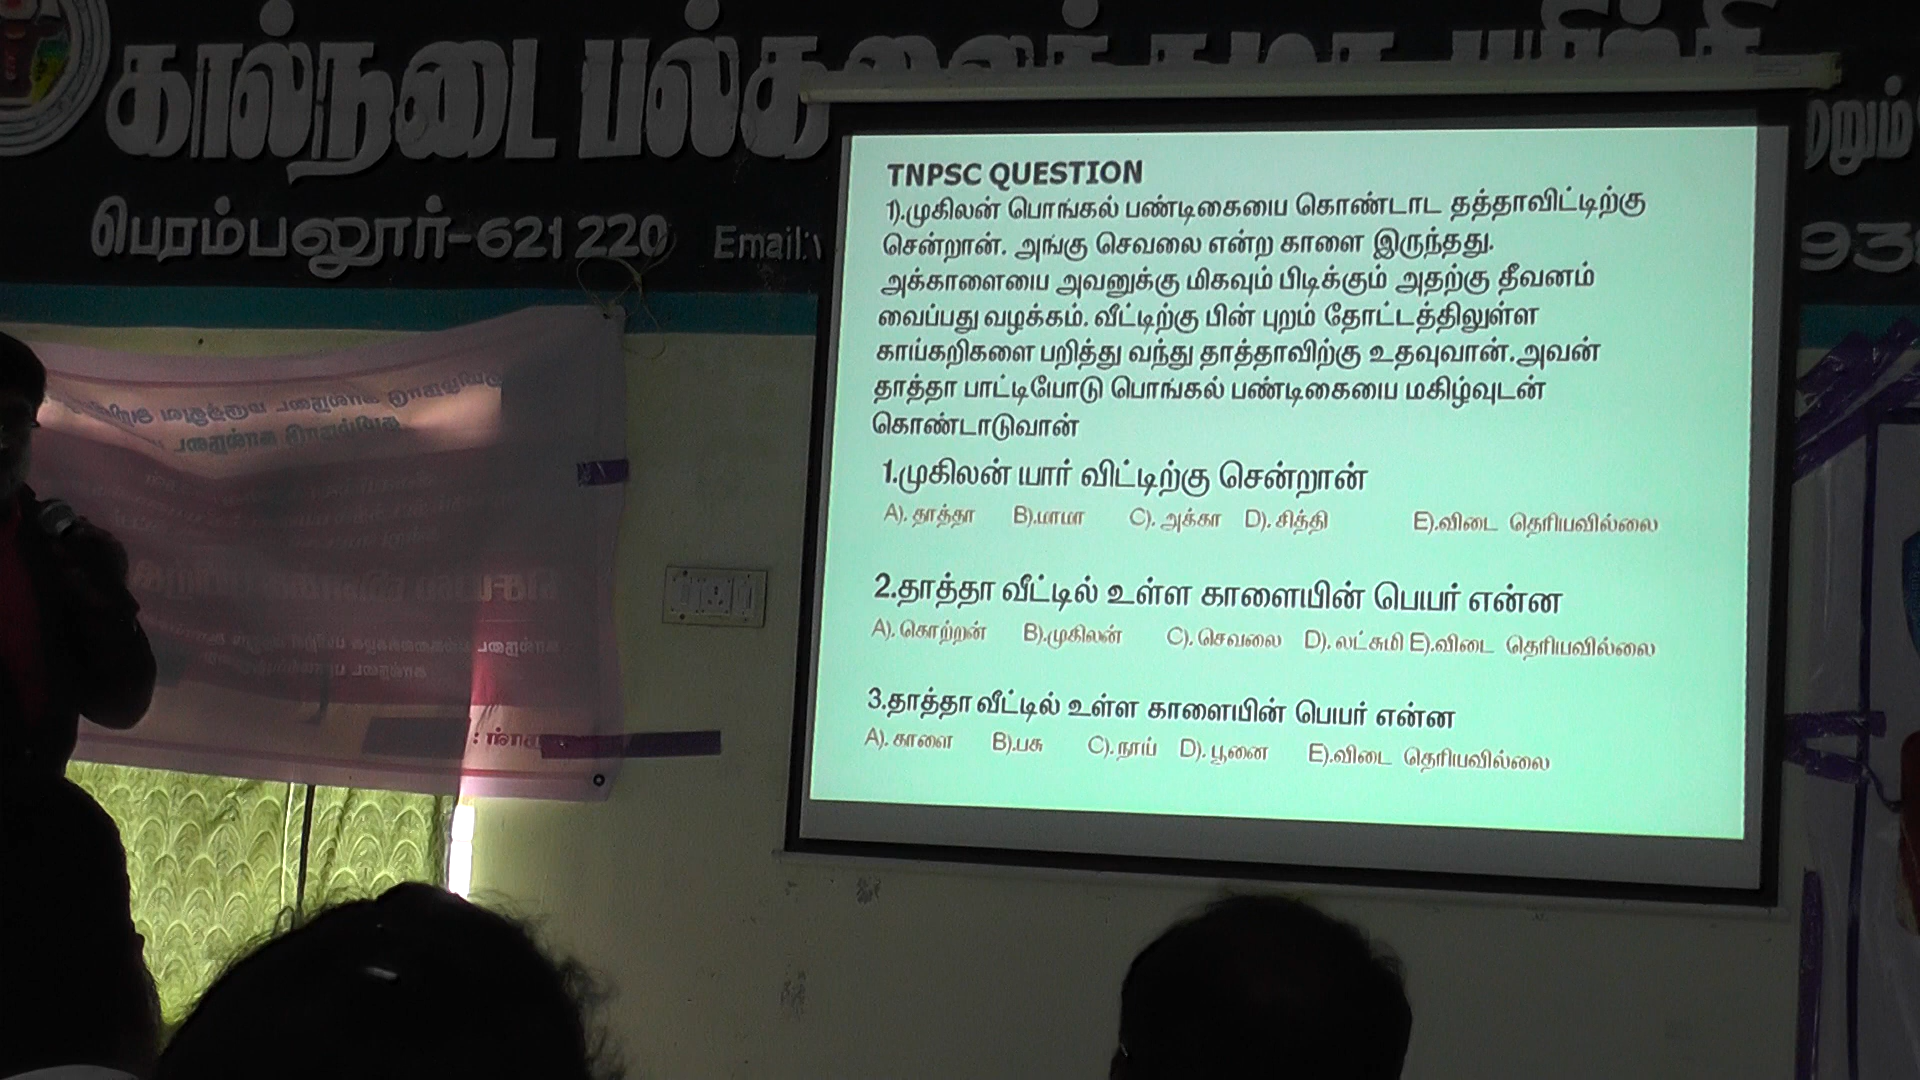 கால்நடை பல்க
பெரம்பலூர்-621 220 Email:
TNPSC QUESTION
1).முகிலன் பொங்கல் பண்டிகையை கொண்டாட தத்தாவிட்டிற்கு
சென்றான். அங்கு செவலை என்ற காளை இருந்தது.
அக்காளையை அவனுக்கு மிகவும் பிடிக்கும் அதற்கு தீவனம்
வைப்பது வழக்கம். வீட்டிற்கு பின் புறம் தோட்டத்திலுள்ள
காய்கறிகளை பறித்து வந்து தாத்தாவிற்கு உதவுவான்.அவன்
தாத்தா பாட்டியோடு பொங்கல் பண்டிகையை மகிழ்வுடன்
கொண்டாடுவான்
1.முகிலன் யார் விட்டிற்கு சென்றான்
A). தாத்தா B).மாமா C). அக்கா D). சித்தி E).விடை தெரியவில்லை
2.தாத்தா வீட்டில் உள்ள காளையின் பெயர் என்ன
A). கொற்றன் B).முகிலன் C). செவலை D). லட்சுமி E).விடை தெரியவில்லை
3.தாத்தா வீட்டில் உள்ள காளையின் பெயர் என்ன
A). காளை B).பசு C). நாய் D). பூனை E).விடை தெரியவில்லை